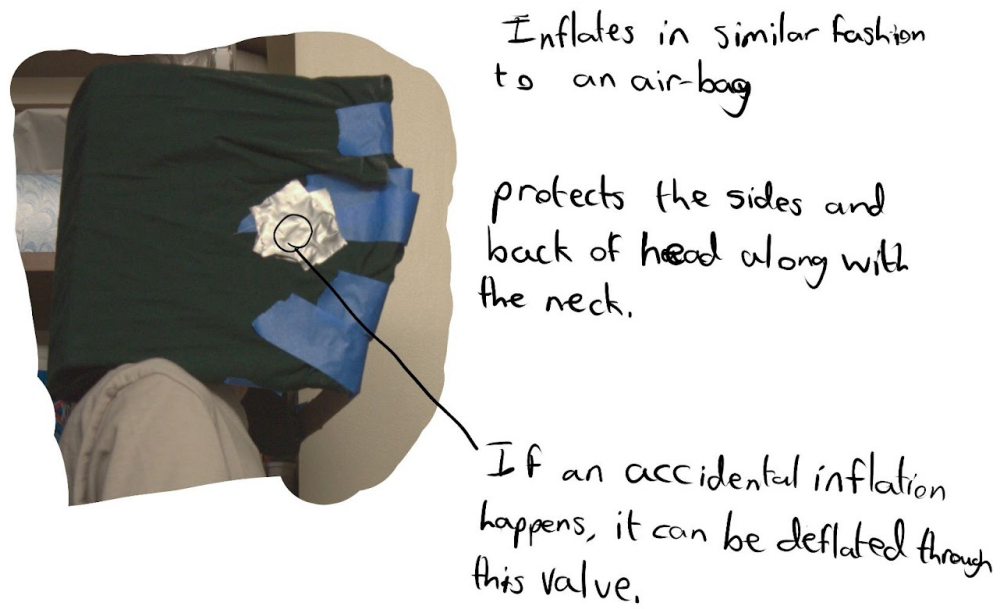 Inflates in similar fashion
to an air-bag
protects the sides and
back of head along with
the neck.
If an accidental inflation
happens, it can be deflated through
this valve.